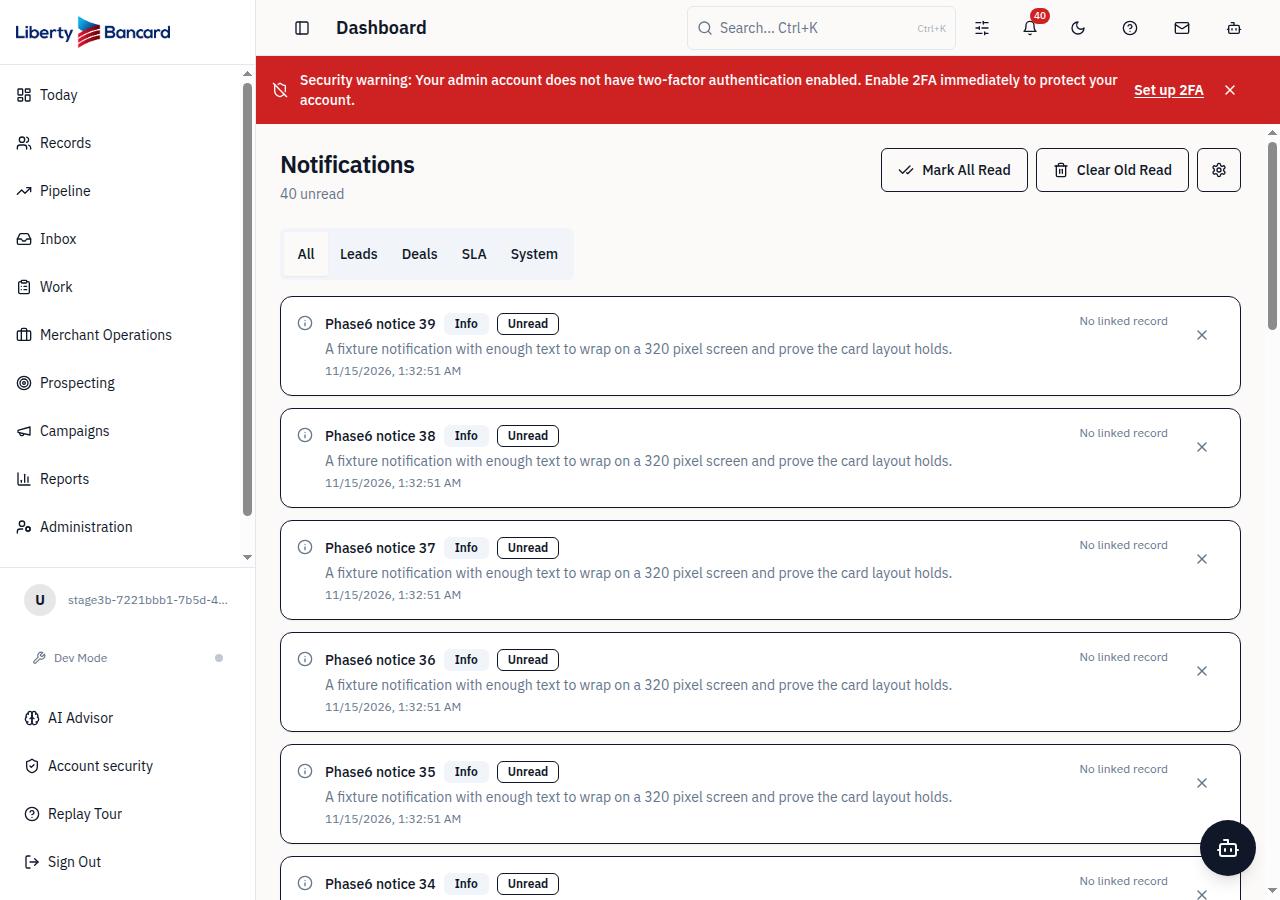 Liberty Bancard
Dashboard
Search... Ctrl+K
Ctrl+K
40
Security warning: Your admin account does not have two-factor authentication enabled. Enable 2FA immediately to protect your
account.
Set up 2FA
Today
Records
Pipeline
Inbox
Work
Merchant Operations
Prospecting
Campaigns
Reports
Administration
U
stage3b-7221bbb1-7b5d-4...
Dev Mode
AI Advisor
Account security
Replay Tour
Sign Out
Notifications
40 unread
Mark All Read
Clear Old Read
All
Leads
Deals
SLA
System
Phase6 notice 39 Info Unread
No linked record
A fixture notification with enough text to wrap on a 320 pixel screen and prove the card layout holds.
11/15/2026, 1:32:51 AM
Phase6 notice 38 Info Unread
No linked record
A fixture notification with enough text to wrap on a 320 pixel screen and prove the card layout holds.
11/15/2026, 1:32:51 AM
Phase6 notice 37 Info Unread
No linked record
A fixture notification with enough text to wrap on a 320 pixel screen and prove the card layout holds.
11/15/2026, 1:32:51 AM
Phase6 notice 36 Info Unread
No linked record
A fixture notification with enough text to wrap on a 320 pixel screen and prove the card layout holds.
11/15/2026, 1:32:51 AM
Phase6 notice 35 Info Unread
No linked record
A fixture notification with enough text to wrap on a 320 pixel screen and prove the card layout holds.
11/15/2026, 1:32:51 AM
Phase6 notice 34 Info Unread
No linked record